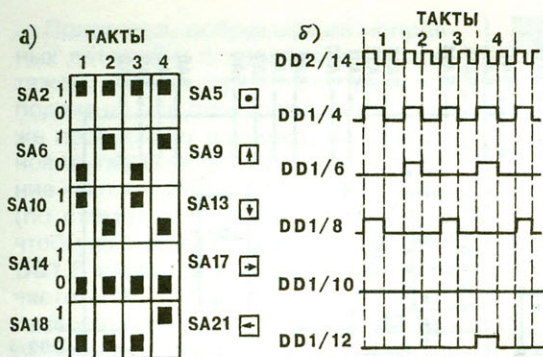 а) ТАКТЫ
1 2 3 4
SA2 1
0
SA6 1
0
SA10 1
0
SA14 1
0
SA18 1
0
SA5
SA9
SA13
SA17
SA21
б) ТАКТЫ
1 2 3 4
DD2/14
DD1/4
DD1/6
DD1/8
DD1/10
DD1/12